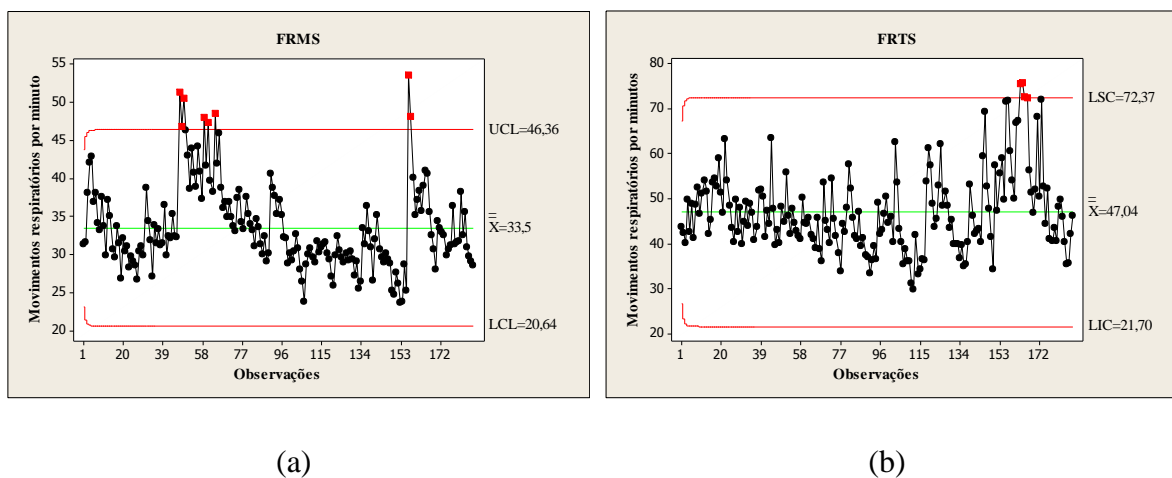 FRMS
Movimentos respiratórios por minuto
55
50
45
40
35
30
25
20
UCL=46,36
X=33,5
LCL=20,64
1 20 39 58 77 96 115 134 153 172
Observações
(a)
FRTS
Movimentos respiratórios por minutos
80
70
60
50
40
30
20
LSC=72,37
X=47,04
LIC=21,70
1 20 39 58 77 96 115 134 153 172
Observações
(b)